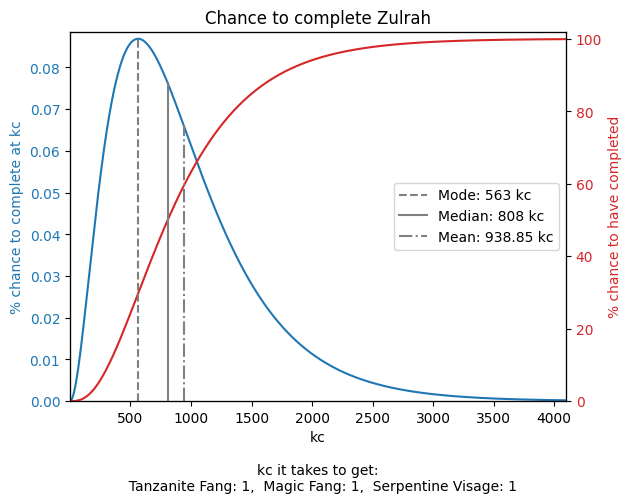 Chance to complete Zulrah
% chance to complete at kc
0.08
0.07
0.06
0.05
0.04
0.03
0.02
0.01
0.00
Mode: 563 kc
Median: 808 kc
Mean: 938.85 kc
100
80
60
40
20
0
% chance to have completed
500 1000 1500 2000 2500 3000 3500 4000
kc
kc it takes to get:
Tanzanite Fang: 1, Magic Fang: 1, Serpentine Visage: 1